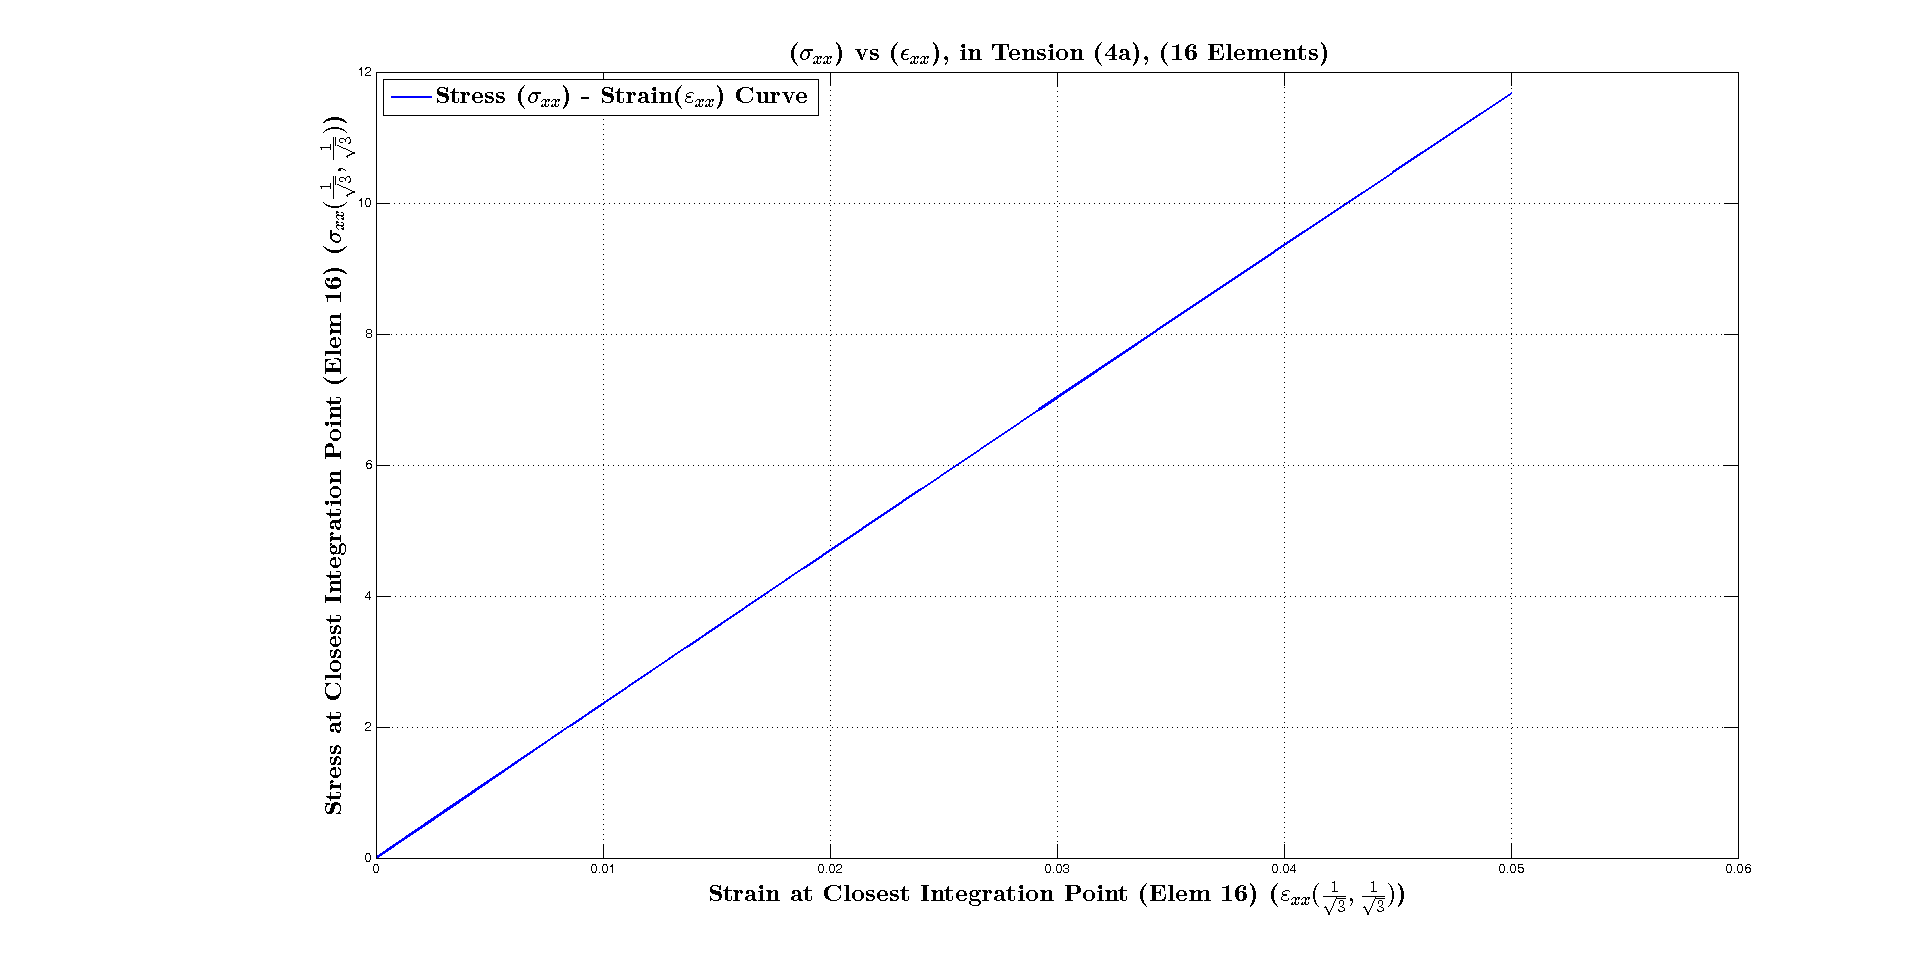 (σxx) vs (ϵxx), in Tension (4a), (16 Elements)
Stress (σxx) - Strain(εxx) Curve
12
10
8
6
4
2
0
0 0.01 0.02 0.03 0.04 0.05 0.06
Stress at Closest Integration Point (Elem 16) (σxx(1/√3, 1/√3))
Strain at Closest Integration Point (Elem 16) (εxx(1/√3, 1/√3))